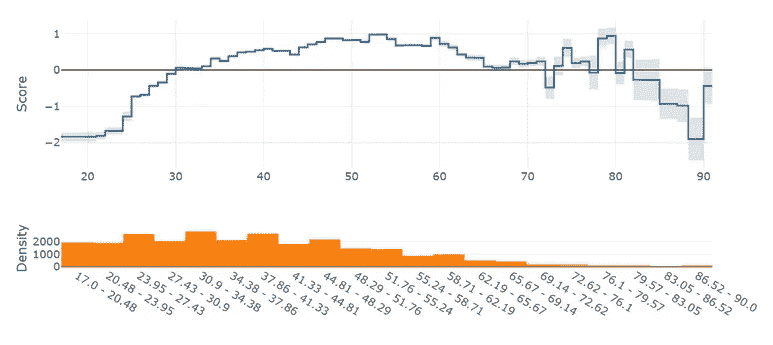 Score
1
0
−1
−2
20
30
40
50
60
70
80
90
Density
2000
1000
0
17.0 - 20.48
20.48 - 23.95
23.95 - 27.43
27.43 - 30.9
30.9 - 34.38
34.38 - 37.86
37.86 - 41.33
41.33 - 44.81
44.81 - 48.29
48.29 - 51.76
51.76 - 55.24
55.24 - 58.71
58.71 - 62.19
62.19 - 65.67
65.67 - 69.14
69.14 - 72.62
72.62 - 76.1
76.1 - 79.57
79.57 - 83.05
83.05 - 86.52
86.52 - 90.0